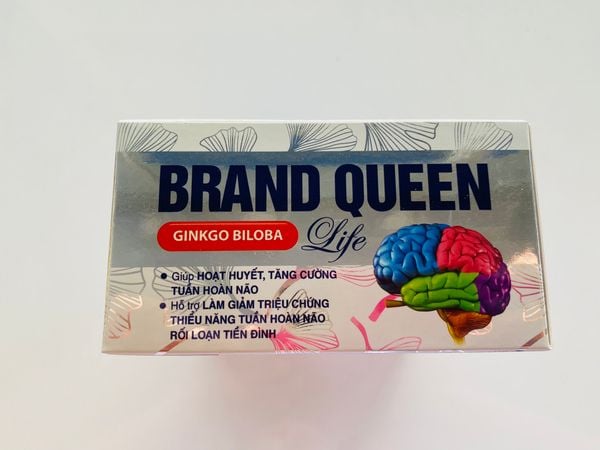 BRAND QUEEN
GINKGO BILOBA
Life
• Giúp HOẠT HUYẾT, TĂNG CƯỜNG
TUẦN HOÀN NÃO
• Hỗ trợ LÀM GIẢM TRIỆU CHỨNG
THIỂU NĂNG TUẦN HOÀN NÃO
RỐI LOẠN TIỀN ĐÌNH